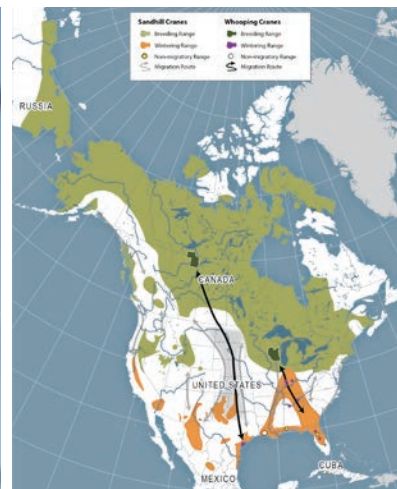 Sandhill Cranes
Breeding Range
Wintering Range
Non-migratory Range
Migration Route
Whooping Cranes
Breeding Range
Wintering Range
Non-migratory Range
Migration Route
RUSSIA
CANADA
UNITED STATES
MEXICO
CUBA